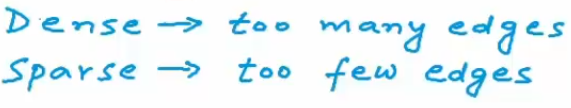 Dense → too many edges
Sparse → too few edges